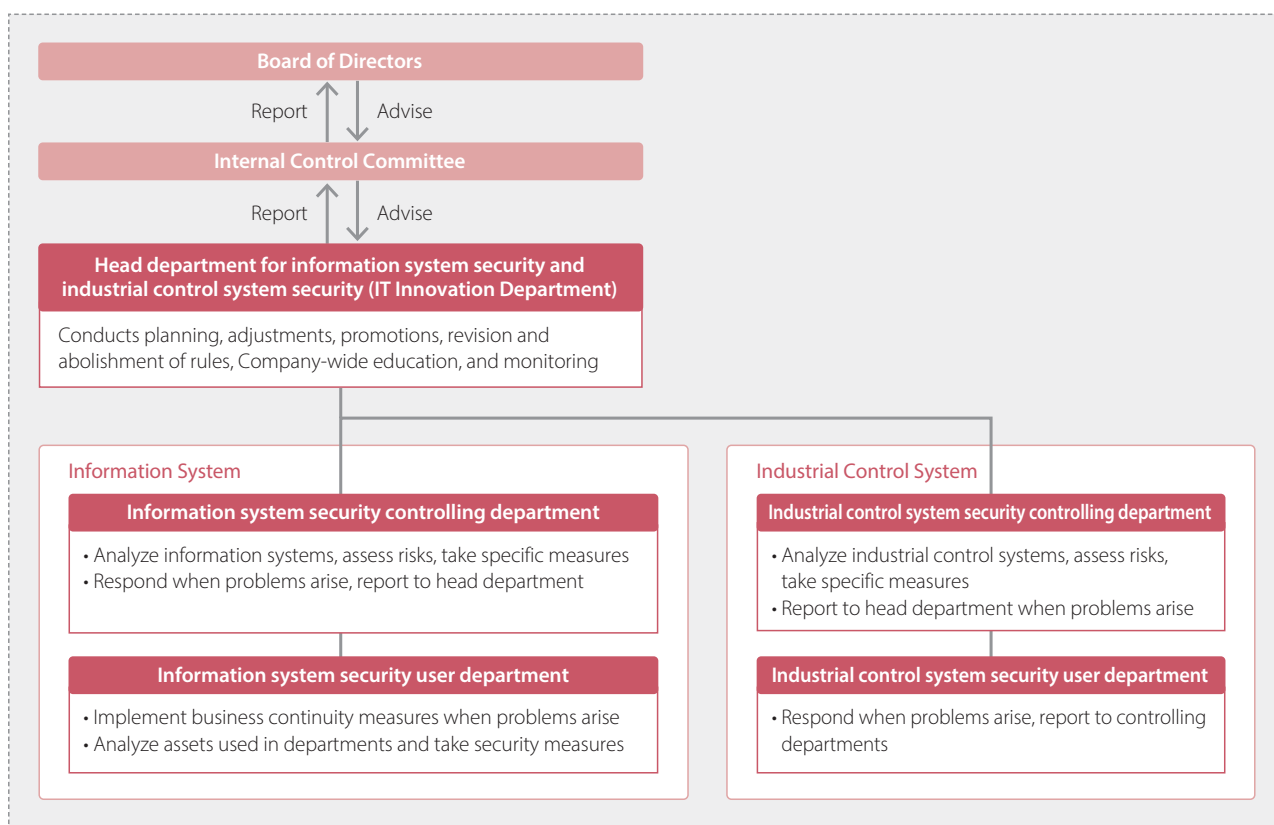 Board of Directors
Report
Advise
Internal Control Committee
Report
Advise
Head department for information system security and
industrial control system security (IT Innovation Department)
Conducts planning, adjustments, promotions, revision and
abolishment of rules, Company-wide education, and monitoring
Information System
Information system security controlling department
• Analyze information systems, assess risks, take specific measures
• Respond when problems arise, report to head department
Information system security user department
• Implement business continuity measures when problems arise
• Analyze assets used in departments and take security measures
Industrial Control System
Industrial control system security controlling department
• Analyze industrial control systems, assess risks,
take specific measures
• Report to head department when problems arise
Industrial control system security user department
• Respond when problems arise, report to controlling
departments